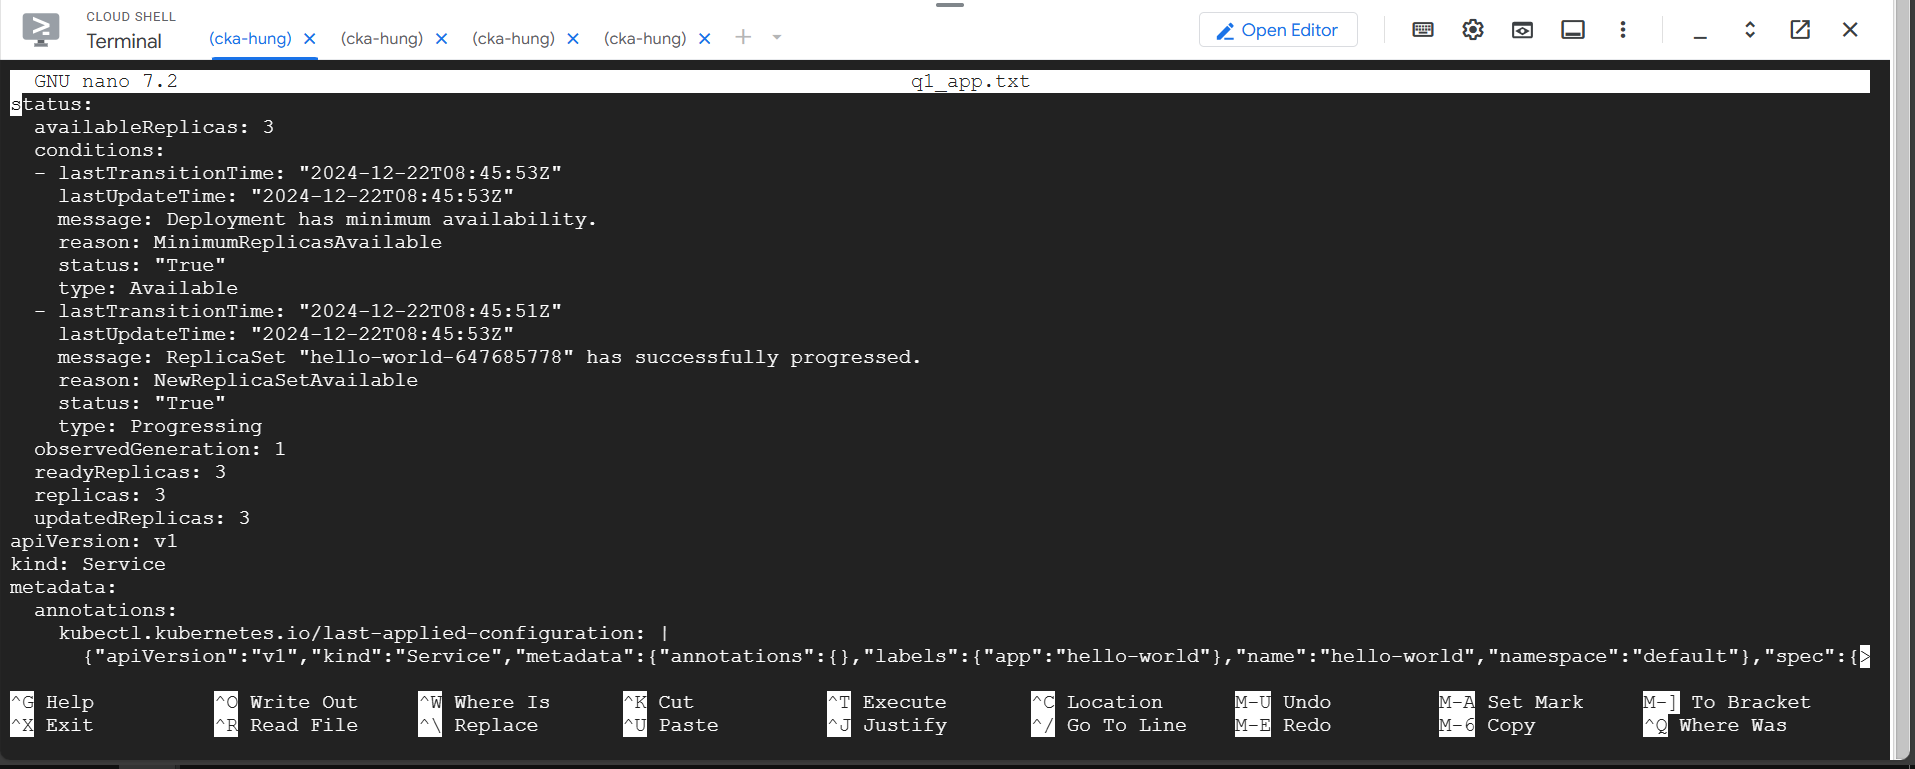 CLOUD SHELL
Terminal
(cka-hung) (cka-hung) (cka-hung) (cka-hung)
Open Editor
GNU nano 7.2 q1_app.txt
status:
  availableReplicas: 3
  conditions:
  - lastTransitionTime: "2024-12-22T08:45:53Z"
    lastUpdateTime: "2024-12-22T08:45:53Z"
    message: Deployment has minimum availability.
    reason: MinimumReplicasAvailable
    status: "True"
    type: Available
  - lastTransitionTime: "2024-12-22T08:45:51Z"
    lastUpdateTime: "2024-12-22T08:45:53Z"
    message: ReplicaSet "hello-world-647685778" has successfully progressed.
    reason: NewReplicaSetAvailable
    status: "True"
    type: Progressing
  observedGeneration: 1
  readyReplicas: 3
  replicas: 3
  updatedReplicas: 3
apiVersion: v1
kind: Service
metadata:
  annotations:
    kubectl.kubernetes.io/last-applied-configuration: |
      {"apiVersion":"v1","kind":"Service","metadata":{"annotations":{},"labels":{"app":"hello-world"},"name":"hello-world","namespace":"default"},"spec":{>
^G Help ^O Write Out ^W Where Is ^K Cut ^T Execute ^C Location M-U Undo M-A Set Mark M-] To Bracket
^X Exit ^R Read File ^\ Replace ^U Paste ^J Justify ^/ Go To Line M-E Redo M-6 Copy ^Q Where Was